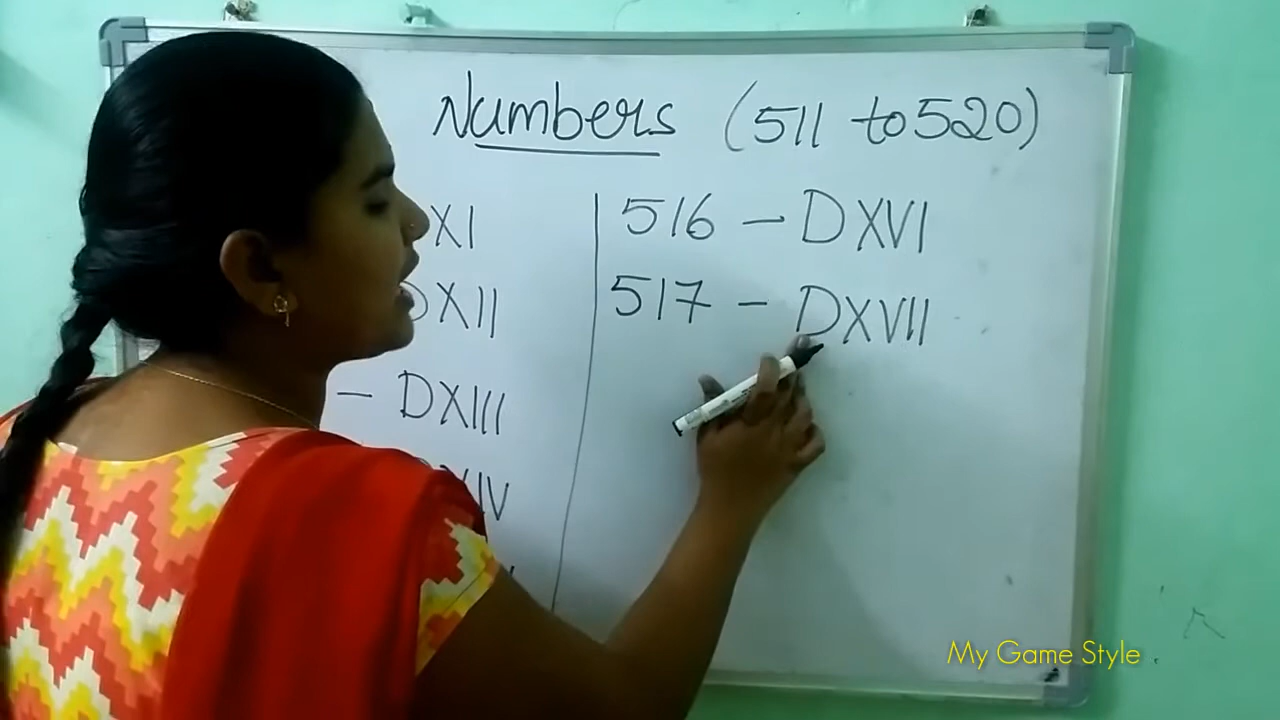 Numbers (511 to 520)
XI
DXII
– DXIII
XIV
516 – DXVI
517 – DXVII
My Game Style